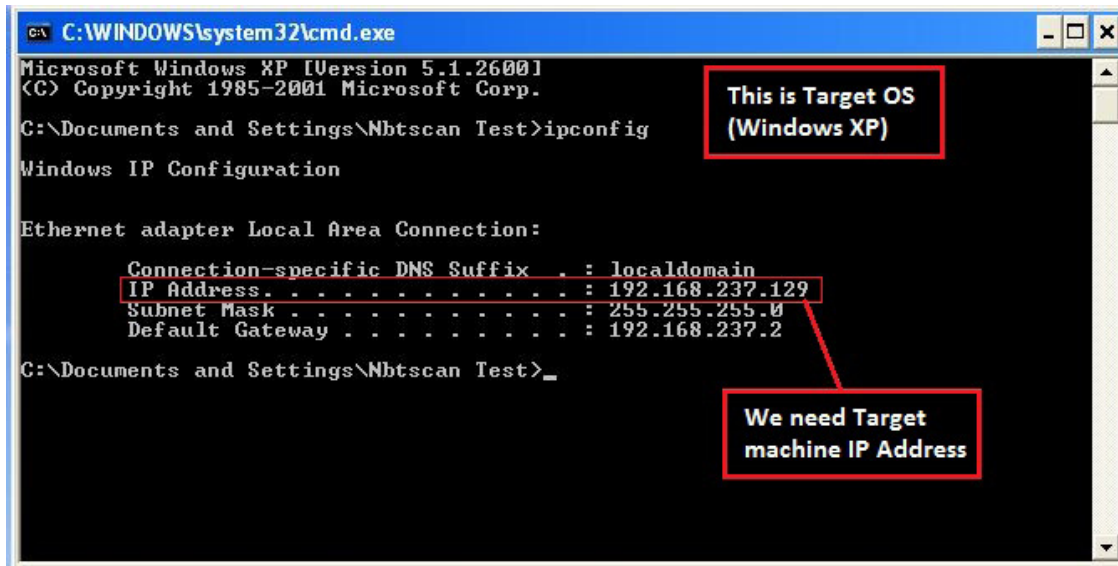 C:\WINDOWS\system32\cmd.exe
Microsoft Windows XP [Version 5.1.2600]
(C) Copyright 1985-2001 Microsoft Corp.
This is Target OS
(Windows XP)
C:\Documents and Settings\Nbtscan Test>ipconfig
Windows IP Configuration
Ethernet adapter Local Area Connection:
Connection-specific DNS Suffix . : localdomain
IP Address. . . . . . . . . . . . : 192.168.237.129
Subnet Mask . . . . . . . . . . . : 255.255.255.0
Default Gateway . . . . . . . . . : 192.168.237.2
C:\Documents and Settings\Nbtscan Test>_
We need Target
machine IP Address